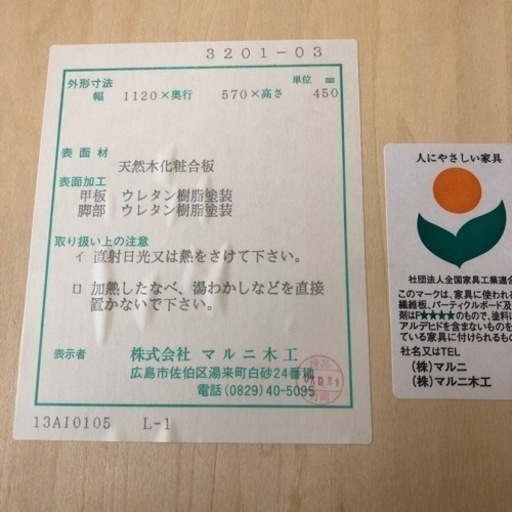 3201-03
外形寸法 単位 ㎜
幅 1120×奥行 570×高さ 450
表面材
天然木化粧合板
表面加工
甲板 ウレタン樹脂塗装
脚部 ウレタン樹脂塗装
取り扱い上の注意
イ 直射日光又は熱をさけて下さい。
ロ 加熱したなべ、湯わかしなどを直接
置かないで下さい。
表示者 株式会社 マルニ木工
広島市佐伯区湯来町白砂24番地
電話(0829)40-5095
13AI0105 L-1
人にやさしい家具
社団法人全国家具工業連合
このマークは、家具に使われる
繊維板、パーティクルボード及
剤はF★★★★のもので、塗料に
アルデヒドを含まないものを
ている家具に付けられるもの
社名又はTEL
(株)マルニ
(株)マルニ木工